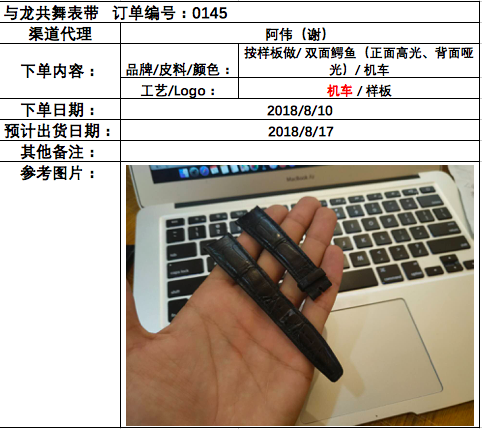 与龙共舞表带 订单编号：0145
渠道代理
阿伟（谢）
下单内容：
品牌/皮料/颜色：
按样板做/ 双面鳄鱼（正面高光、背面哑
光）/ 机车
工艺/Logo：
机车 / 样板
下单日期：
2018/8/10
预计出货日期：
2018/8/17
其他备注：
参考图片：
MacBook Air